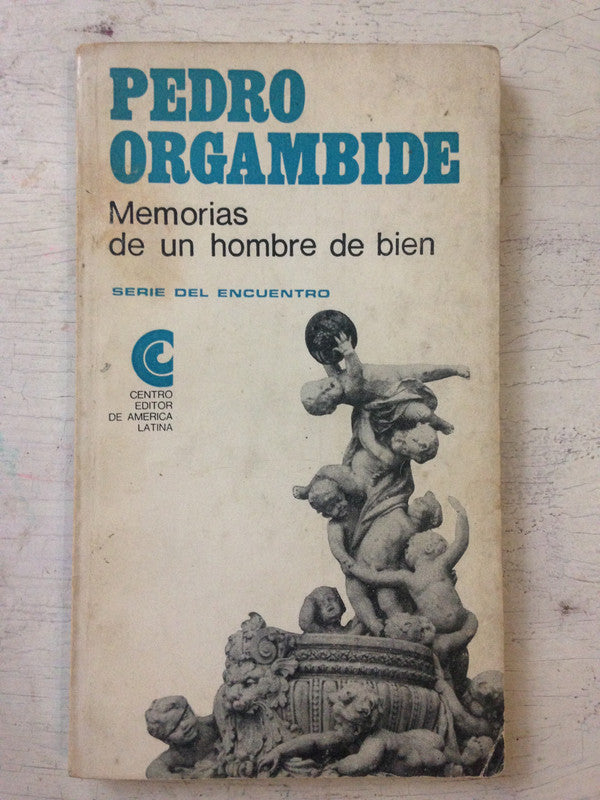 PEDRO
ORGAMBIDE
Memorias
de un hombre de bien
SERIE DEL ENCUENTRO
CENTRO
EDITOR
DE AMERICA
LATINA